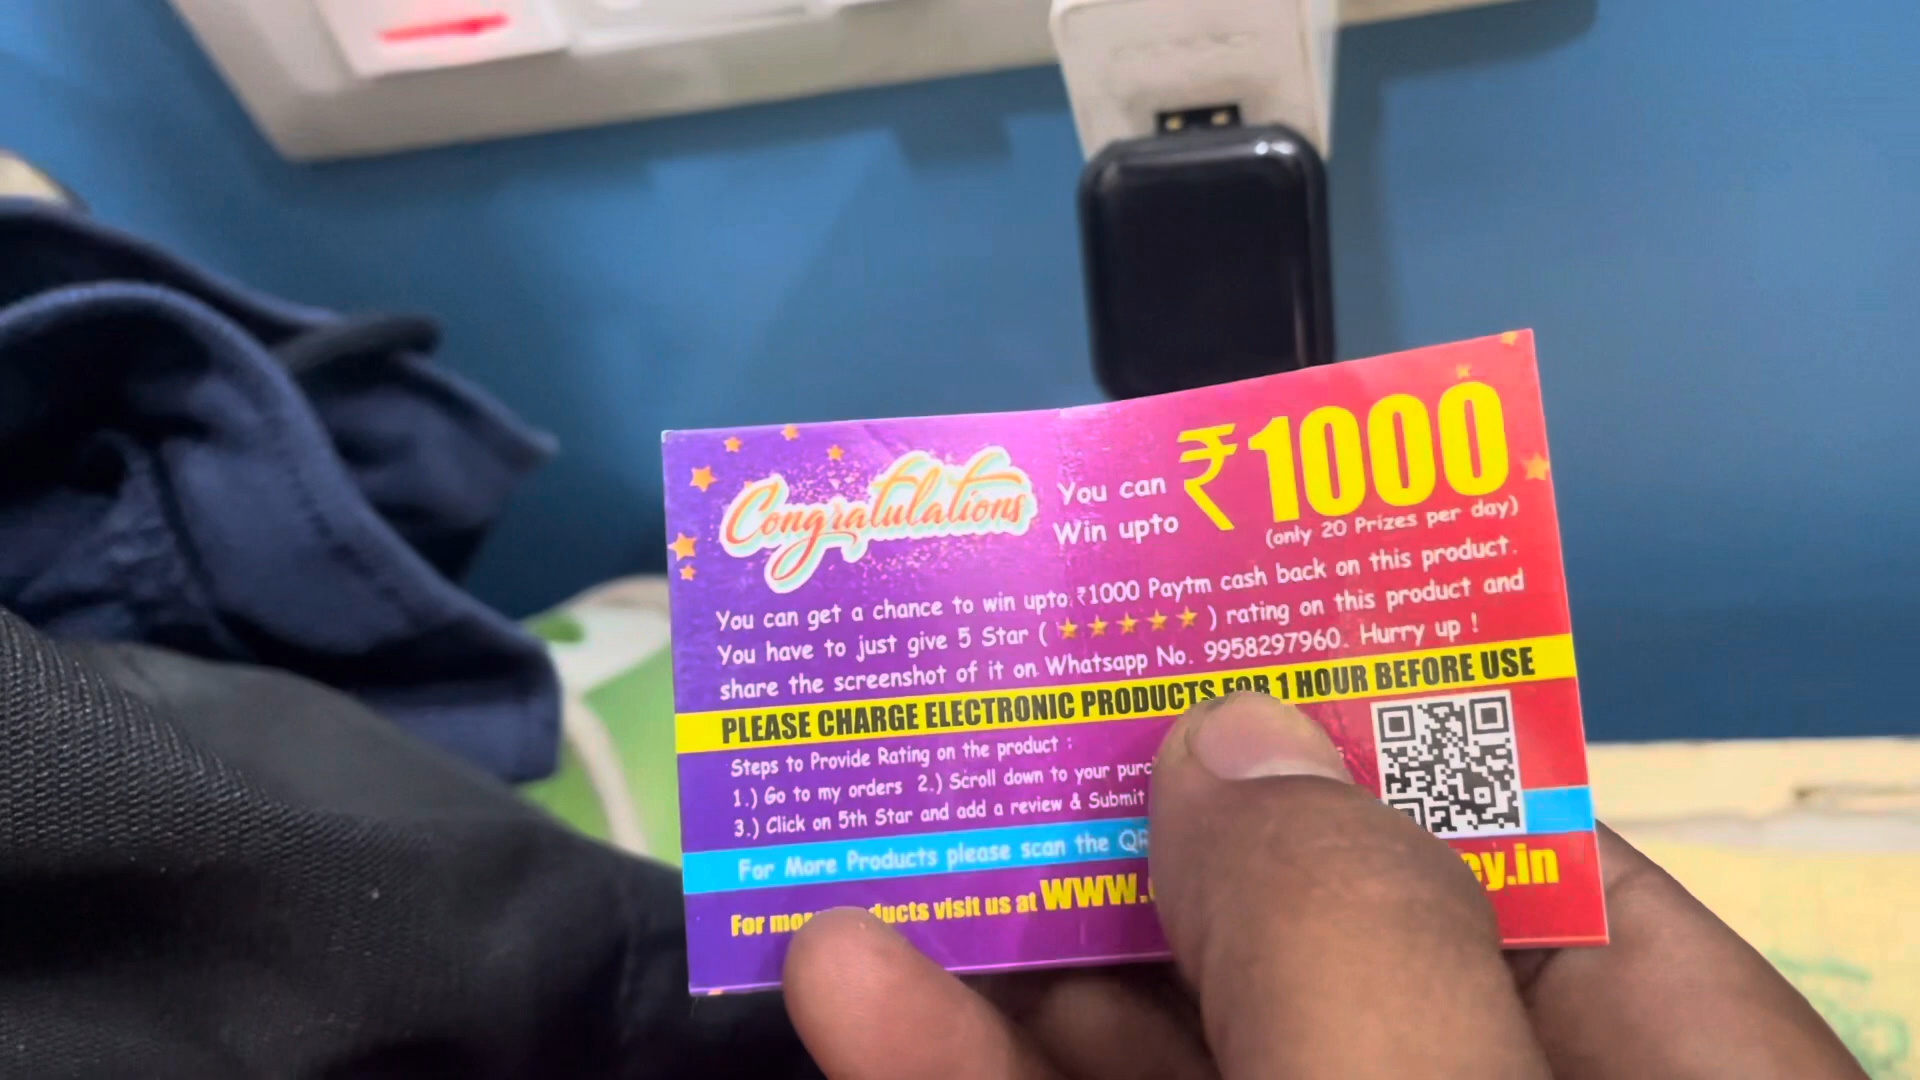 Congratulations
You can
Win upto
₹1000
(only 20 Prizes per day)
You can get a chance to win upto ₹1000 Paytm cash back on this product.
You have to just give 5 Star ( ★★★★★ ) rating on this product and
share the screenshot of it on Whatsapp No. 9958297960. Hurry up !
PLEASE CHARGE ELECTRONIC PRODUCTS FOR 1 HOUR BEFORE USE
Steps to Provide Rating on the product :
1.) Go to my orders 2.) Scroll down to your
3.) Click on 5th Star and add a review & Submit
For More Products please scan the QR
For visit us at WWW.